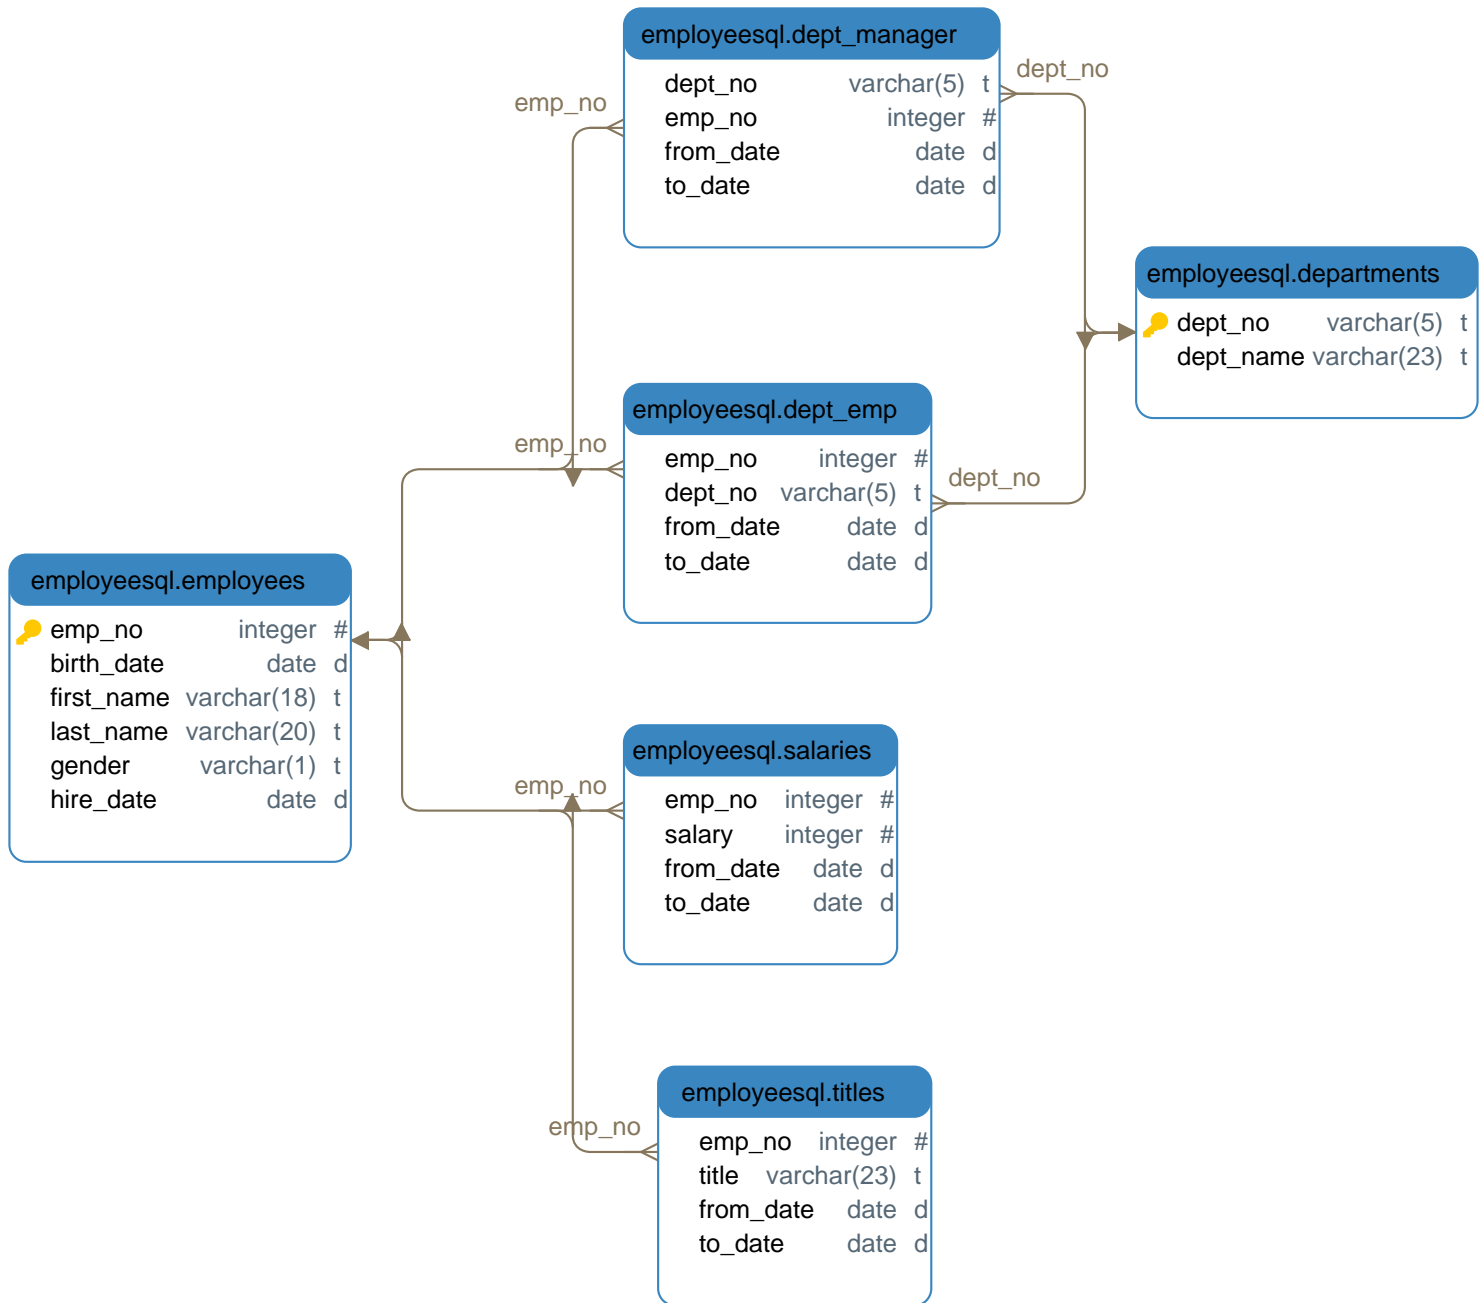 employeesql.dept_manager
dept_no varchar(5) t
emp_no integer #
from_date date d
to_date date d
dept_no
emp_no
employeesql.departments
dept_no varchar(5) t
dept_name varchar(23) t
employeesql.dept_emp
emp_no integer #
dept_no varchar(5) t
from_date date d
to_date date d
emp_no
dept_no
employeesql.employees
emp_no integer #
birth_date date d
first_name varchar(18) t
last_name varchar(20) t
gender varchar(1) t
hire_date date d
employeesql.salaries
emp_no integer #
salary integer #
from_date date d
to_date date d
emp_no
employeesql.titles
emp_no integer #
title varchar(23) t
from_date date d
to_date date d
emp_no